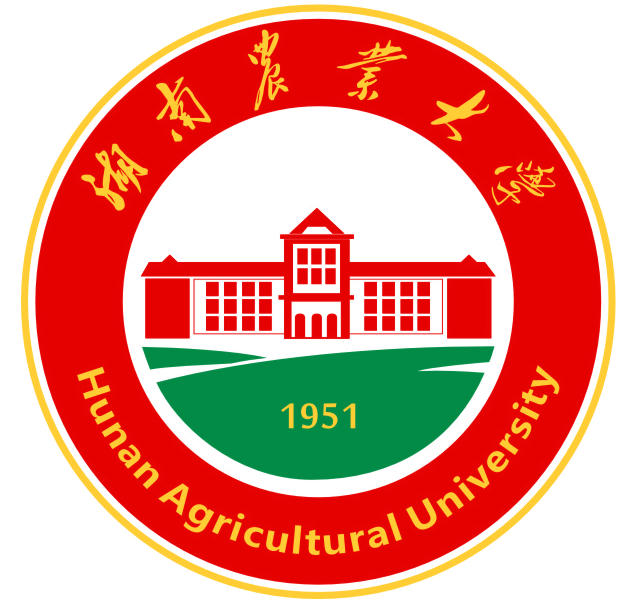 湖南農業大學
1951
Hunan Agricultural University